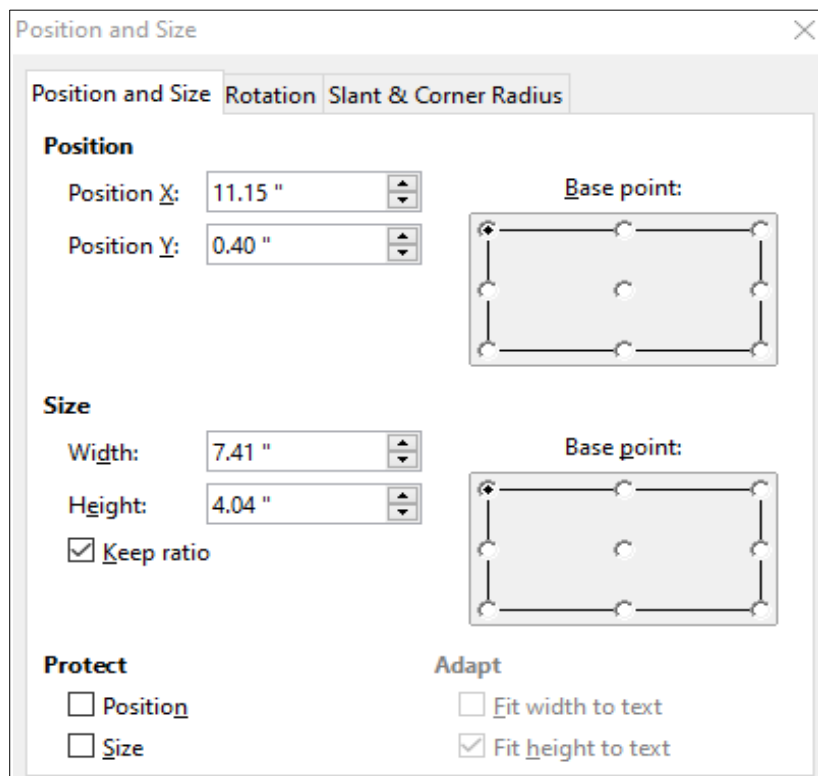 Position and Size
Position and Size Rotation Slant & Corner Radius
Position
Position X: 11.15 "
Base point:
Position Y: 0.40 "
Size
Width: 7.41 "
Base point:
Height: 4.04 "
Keep ratio
Protect Adapt
Position Fit width to text
Size Fit height to text